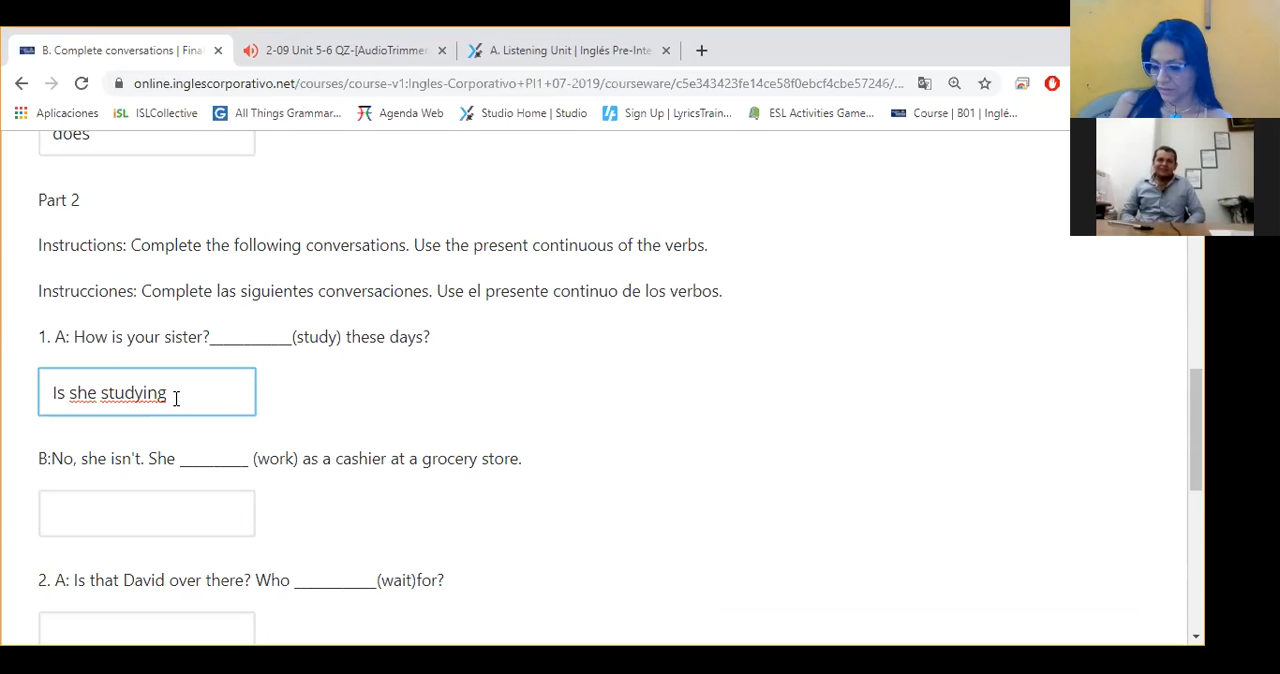 B. Complete conversations | Fina
2-09 Unit 5-6 QZ-[AudioTrimmer
A. Listening Unit | Inglés Pre-Inte
online.inglescorporativo.net/courses/course-v1:Ingles-Corporativo+PI1+07-2019/courseware/c5e343423fe14ce58f0ebcf4cbe57246/...
Aplicaciones iSL ISLCollective All Things Grammar... Agenda Web Studio Home | Studio Sign Up | LyricsTrain... ESL Activities Game... Course | B01 | Inglé...
does
Part 2
Instructions: Complete the following conversations. Use the present continuous of the verbs.
Instrucciones: Complete las siguientes conversaciones. Use el presente continuo de los verbos.
1. A: How is your sister?__________(study) these days?
Is she studying
B:No, she isn't. She ________ (work) as a cashier at a grocery store.
2. A: Is that David over there? Who __________(wait)for?